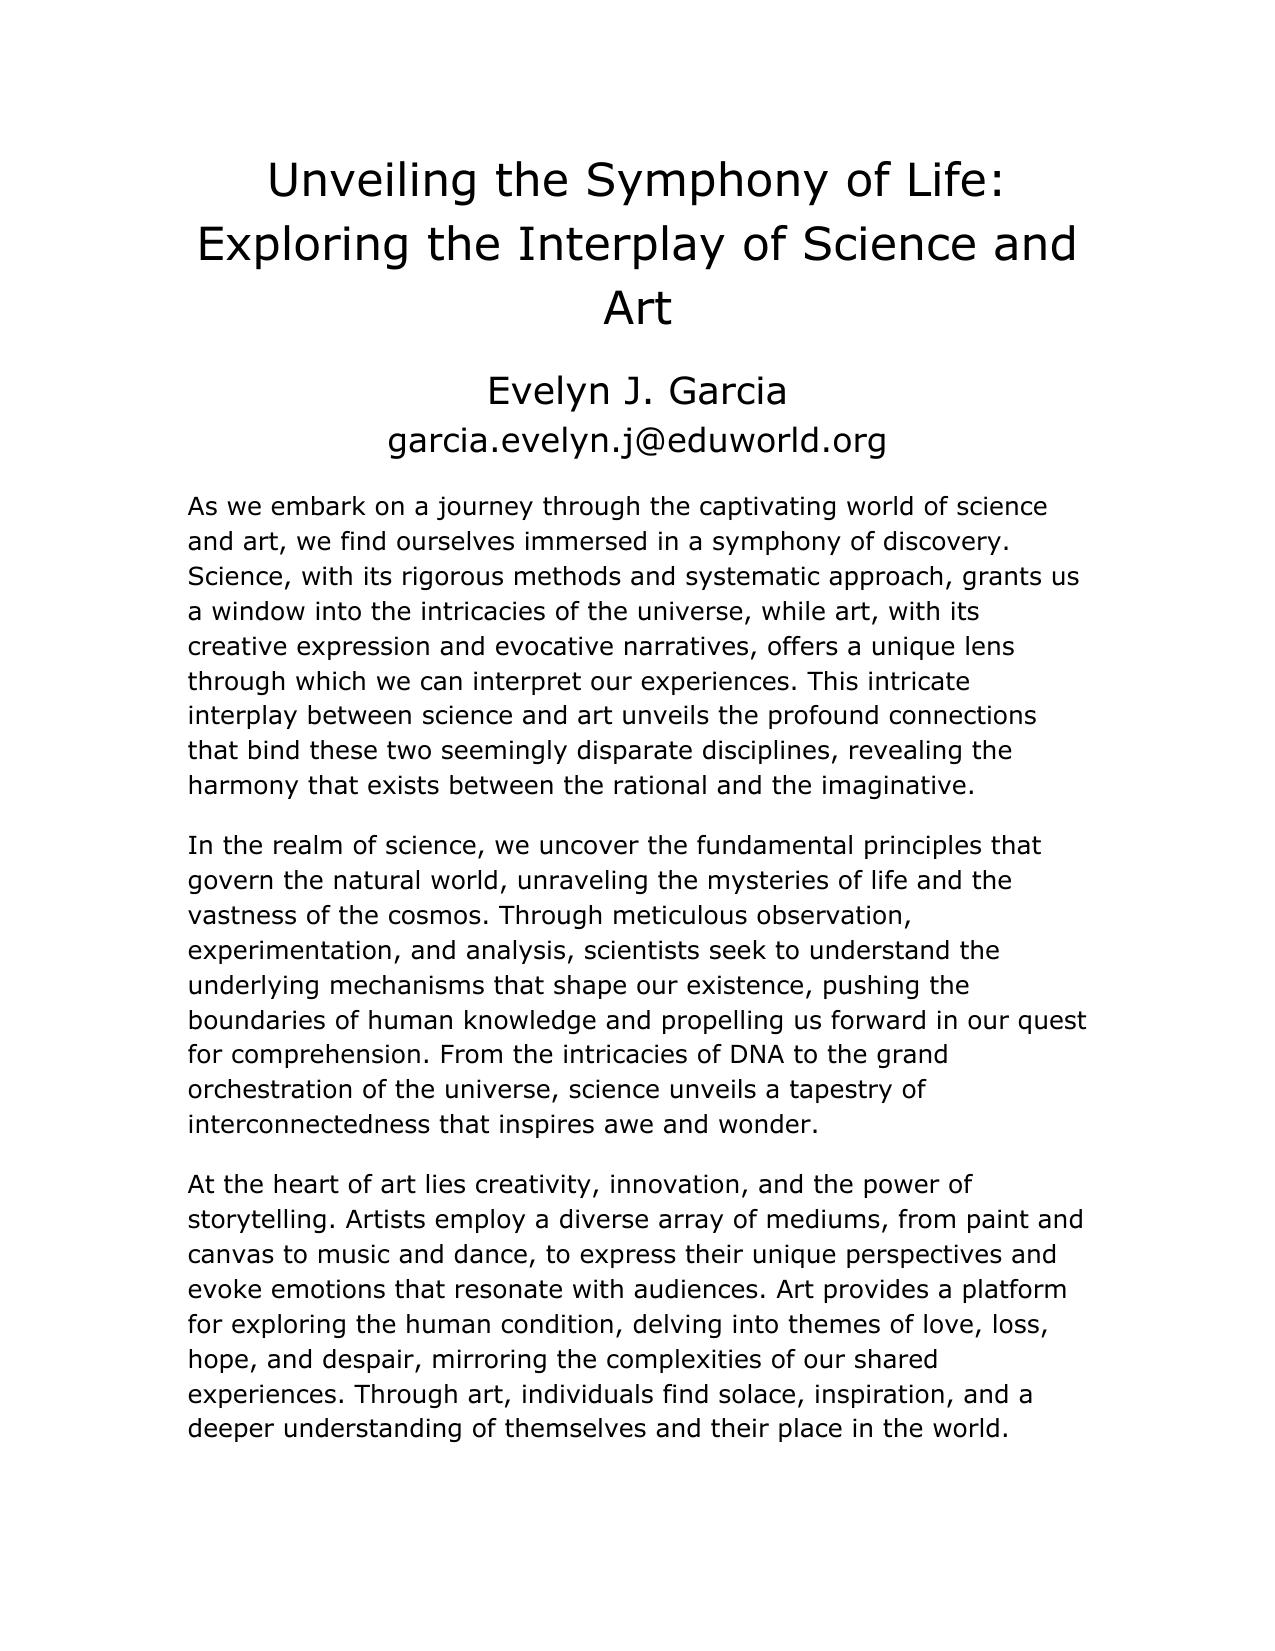 Unveiling the Symphony of Life:
Exploring the Interplay of Science and
Art
Evelyn J. Garcia
garcia.evelyn.j@eduworld.org
As we embark on a journey through the captivating world of science
and art, we find ourselves immersed in a symphony of discovery.
Science, with its rigorous methods and systematic approach, grants us
a window into the intricacies of the universe, while art, with its
creative expression and evocative narratives, offers a unique lens
through which we can interpret our experiences. This intricate
interplay between science and art unveils the profound connections
that bind these two seemingly disparate disciplines, revealing the
harmony that exists between the rational and the imaginative.
In the realm of science, we uncover the fundamental principles that
govern the natural world, unraveling the mysteries of life and the
vastness of the cosmos. Through meticulous observation,
experimentation, and analysis, scientists seek to understand the
underlying mechanisms that shape our existence, pushing the
boundaries of human knowledge and propelling us forward in our quest
for comprehension. From the intricacies of DNA to the grand
orchestration of the universe, science unveils a tapestry of
interconnectedness that inspires awe and wonder.
At the heart of art lies creativity, innovation, and the power of
storytelling. Artists employ a diverse array of mediums, from paint and
canvas to music and dance, to express their unique perspectives and
evoke emotions that resonate with audiences. Art provides a platform
for exploring the human condition, delving into themes of love, loss,
hope, and despair, mirroring the complexities of our shared
experiences. Through art, individuals find solace, inspiration, and a
deeper understanding of themselves and their place in the world.